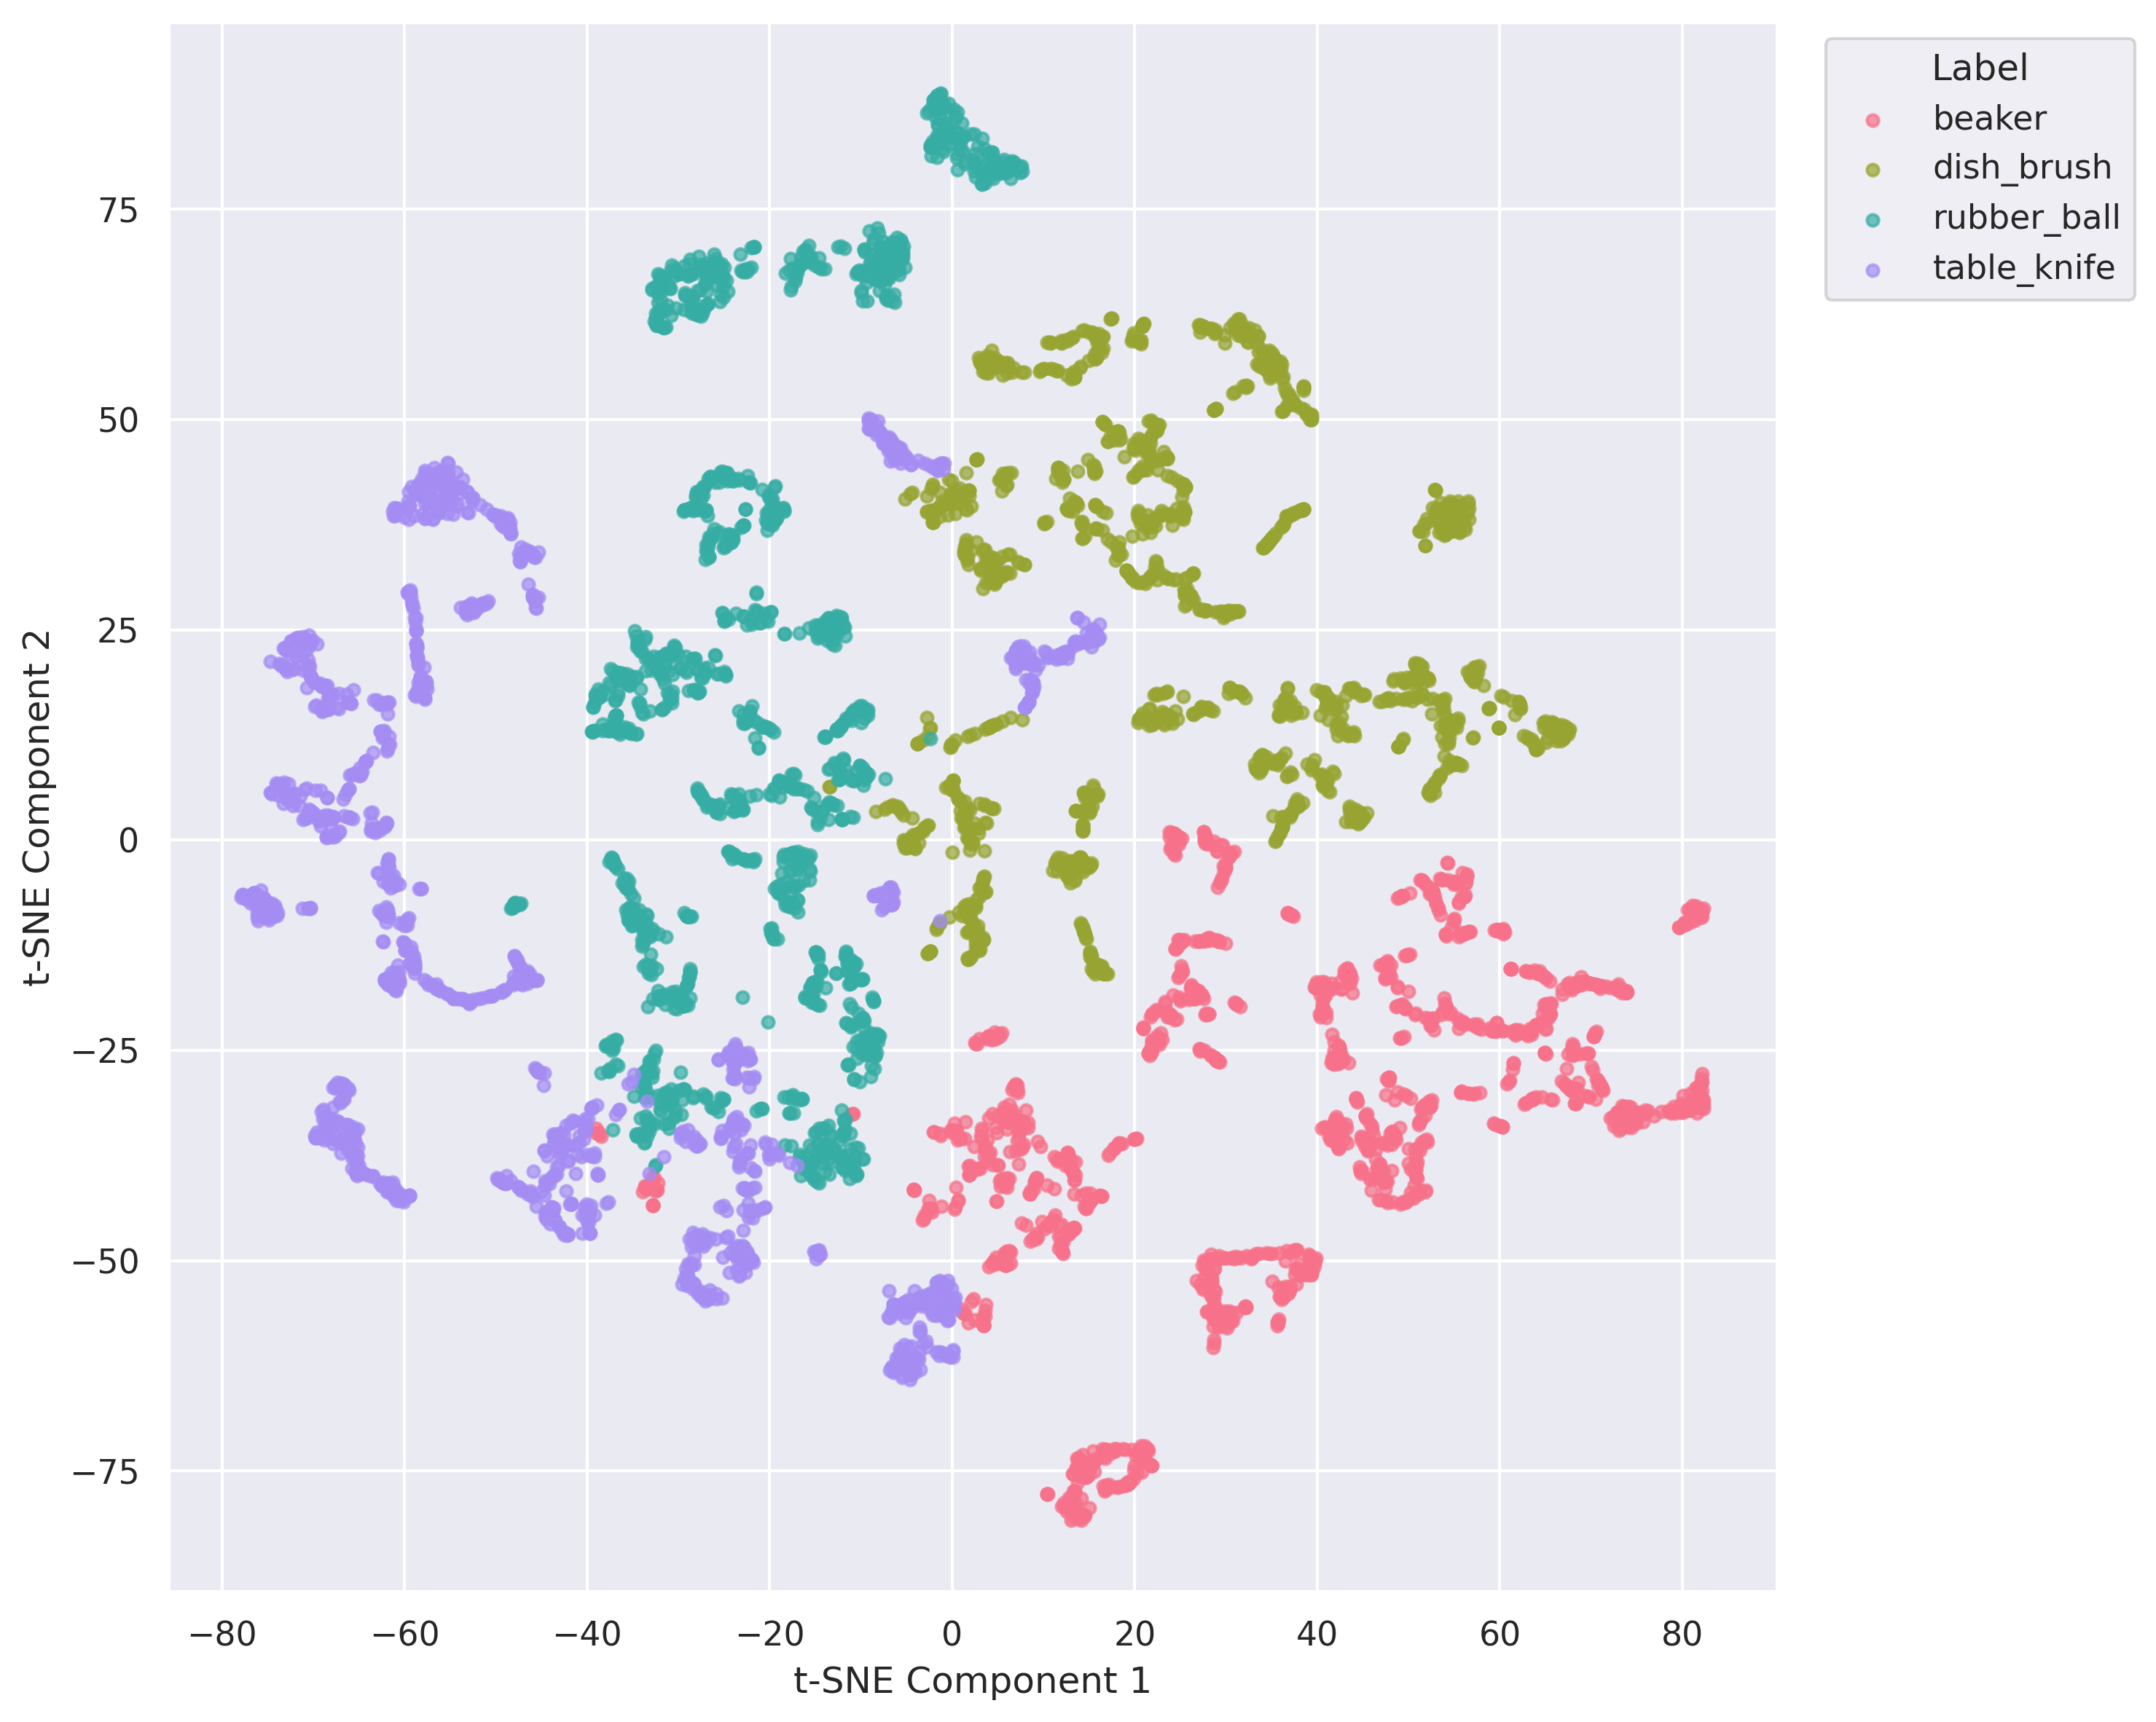 Label
beaker
dish_brush
rubber_ball
table_knife
75
50
25
0
−25
−50
−75
t-SNE Component 2
−80
−60
−40
−20
0
20
40
60
80
t-SNE Component 1